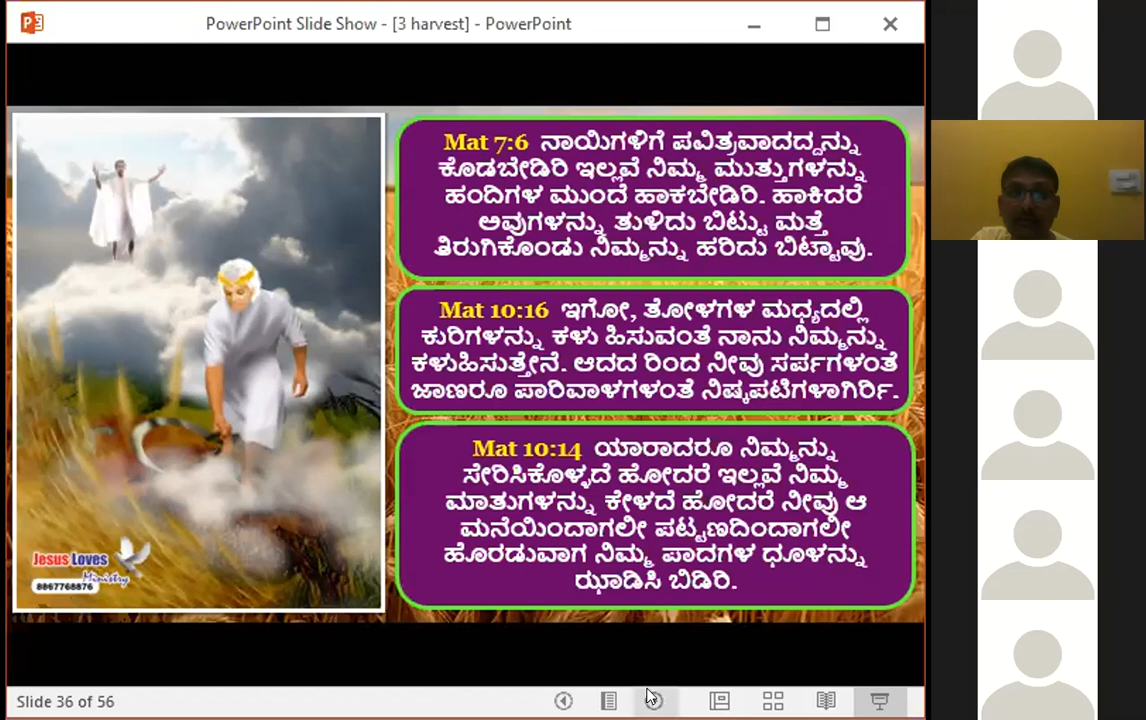 PowerPoint Slide Show - [3 harvest] - PowerPoint
Mat 7:6 ನಾಯಿಗಳಿಗೆ ಪವಿತ್ರವಾದದ್ದನ್ನು
ಕೊಡಬೇಡಿರಿ ಇಲ್ಲವೆ ನಿಮ್ಮ ಮುತ್ತುಗಳನ್ನು
ಹಂದಿಗಳ ಮುಂದೆ ಹಾಕಬೇಡಿರಿ. ಹಾಕಿದರೆ
ಅವುಗಳನ್ನು ತುಳಿದು ಬಿಟ್ಟು ಮತ್ತೆ
ತಿರುಗಿಕೊಂಡು ನಿಮ್ಮನ್ನು ಹರಿದು ಬಿಟ್ಟಾವು.
Mat 10:16 ಇಗೋ, ತೋಳಗಳ ಮಧ್ಯದಲ್ಲಿ
ಕುರಿಗಳನ್ನು ಕಳು ಹಿಸುವಂತೆ ನಾನು ನಿಮ್ಮನ್ನು
ಕಳುಹಿಸುತ್ತೇನೆ. ಆದದ ರಿಂದ ನೀವು ಸರ್ಪಗಳಂತೆ
ಜಾಣರೂ ಪಾರಿವಾಳಗಳಂತೆ ನಿಷ್ಕಪಟಿಗಳಾಗಿರ್ರಿ.
Mat 10:14 ಯಾರಾದರೂ ನಿಮ್ಮನ್ನು
ಸೇರಿಸಿಕೊಳ್ಳದೆ ಹೋದರೆ ಇಲ್ಲವೆ ನಿಮ್ಮ
ಮಾತುಗಳನ್ನು ಕೇಳದೆ ಹೋದರೆ ನೀವು ಆ
ಮನೆಯಿಂದಾಗಲೀ ಪಟ್ಟಣದಿಂದಾಗಲೀ
ಹೊರಡುವಾಗ ನಿಮ್ಮ ಪಾದಗಳ ಧೂಳನ್ನು
ಝಾಡಿಸಿ ಬಿಡಿರಿ.
Jesus Loves
Ministry
8867768876
Slide 36 of 56